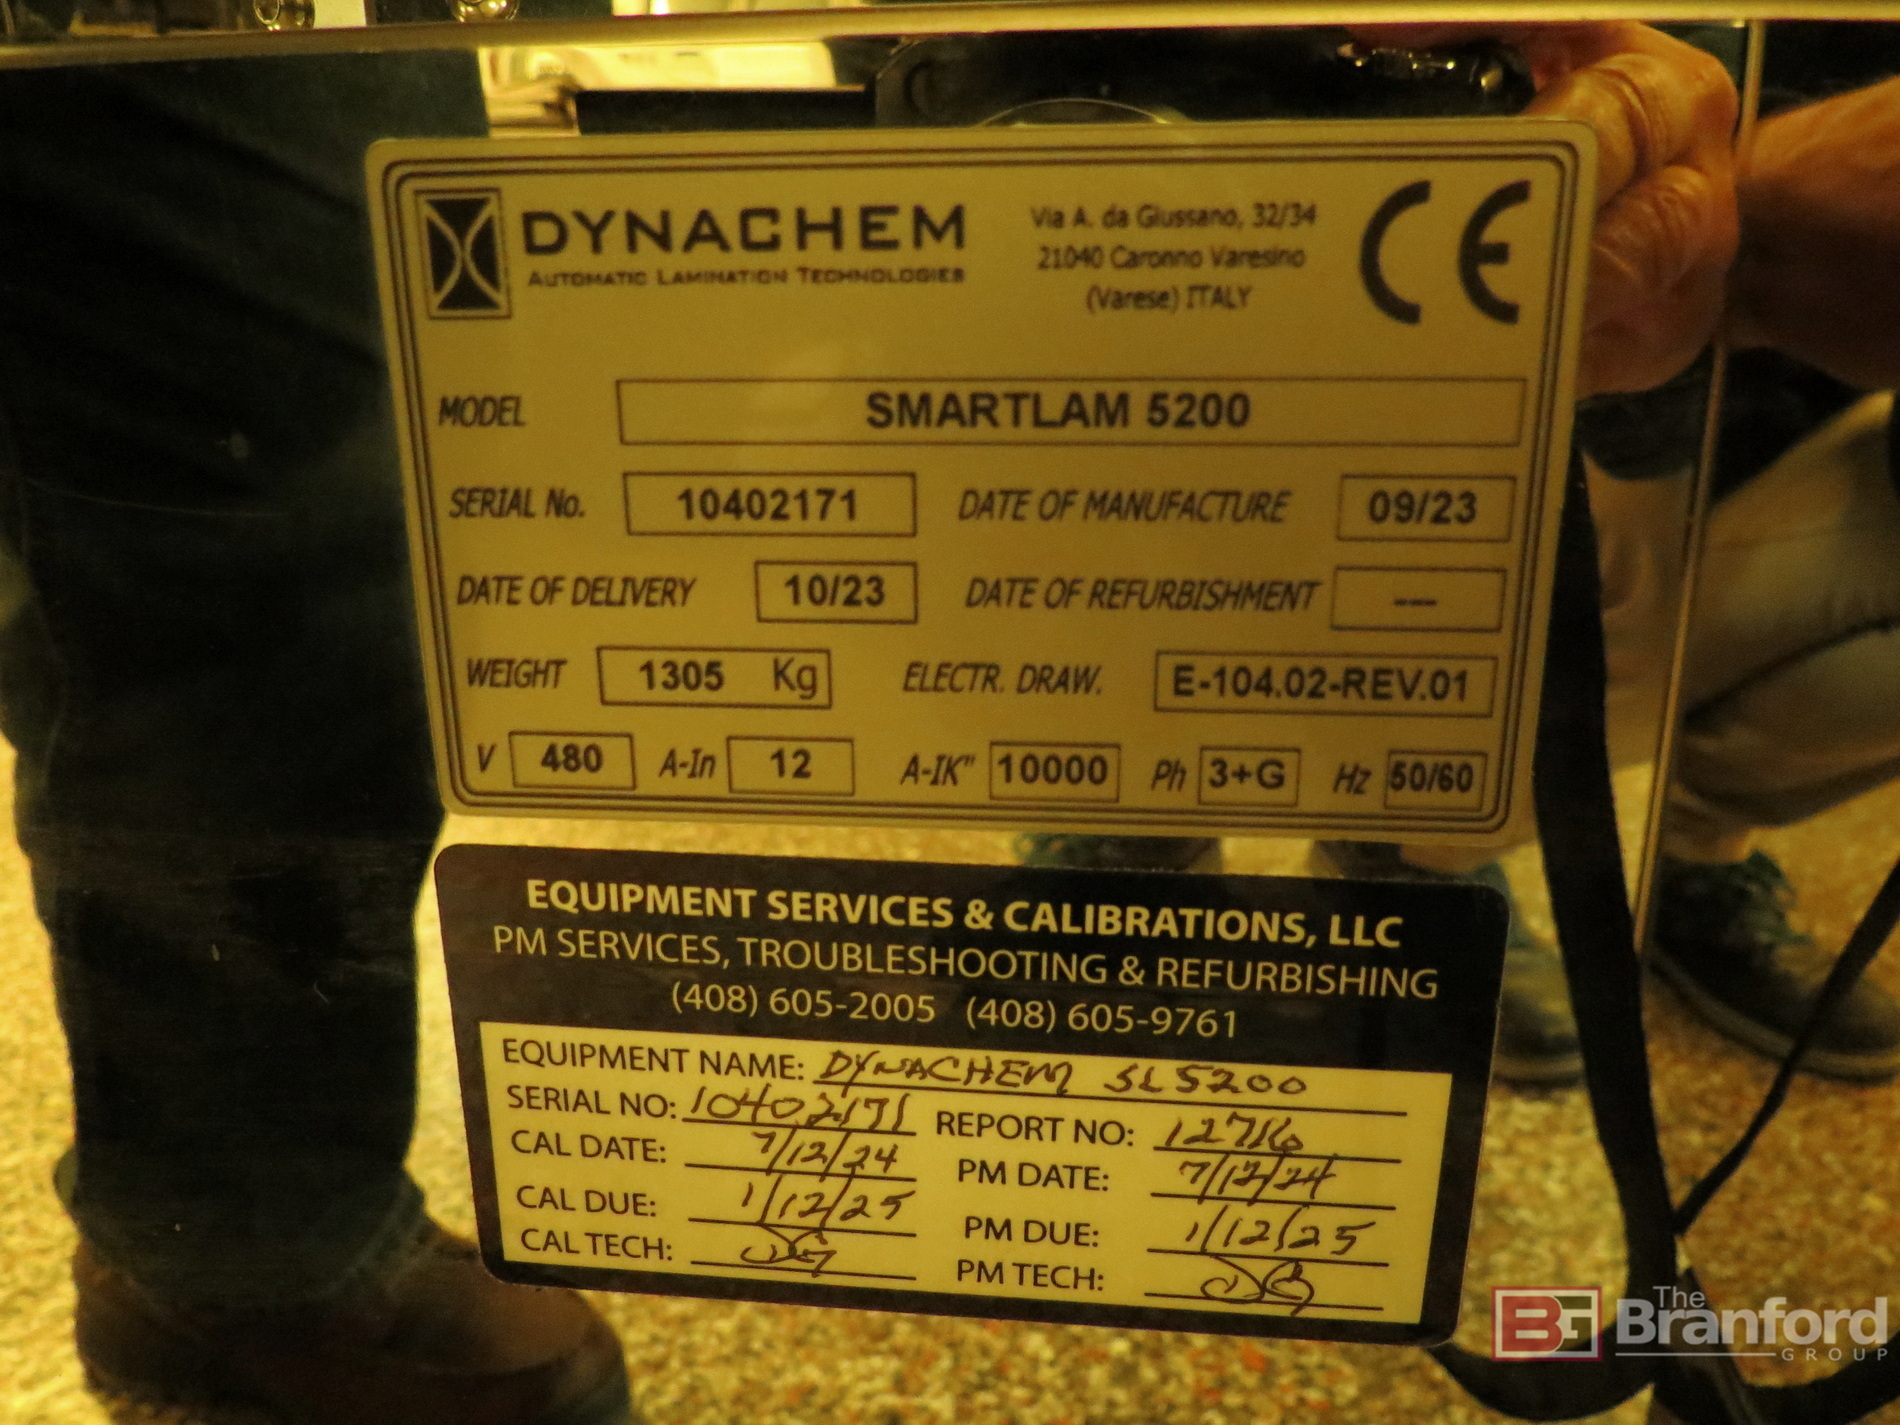 DYNACHEM
AUTOMATIC LAMINATION TECHNOLOGIES
Via A. da Giussano, 32/34
21040 Caronno Varesino
(Varese) ITALY
CE
MODEL SMARTLAM 5200
SERIAL No. 10402171 DATE OF MANUFACTURE 09/23
DATE OF DELIVERY 10/23 DATE OF REFURBISHMENT ---
WEIGHT 1305 Kg ELECTR. DRAW. E-104.02-REV.01
V 480 A-In 12 A-IK" 10000 Ph 3+G Hz 50/60
EQUIPMENT SERVICES & CALIBRATIONS, LLC
PM SERVICES, TROUBLESHOOTING & REFURBISHING
(408) 605-2005 (408) 605-9761
EQUIPMENT NAME: DYNACHEM SL5200
SERIAL NO: 10402171 REPORT NO: 12716
CAL DATE: 7/12/24 PM DATE: 7/12/24
CAL DUE: 1/12/25 PM DUE: 1/12/25
CAL TECH: PM TECH:
BG The Branford GROUP